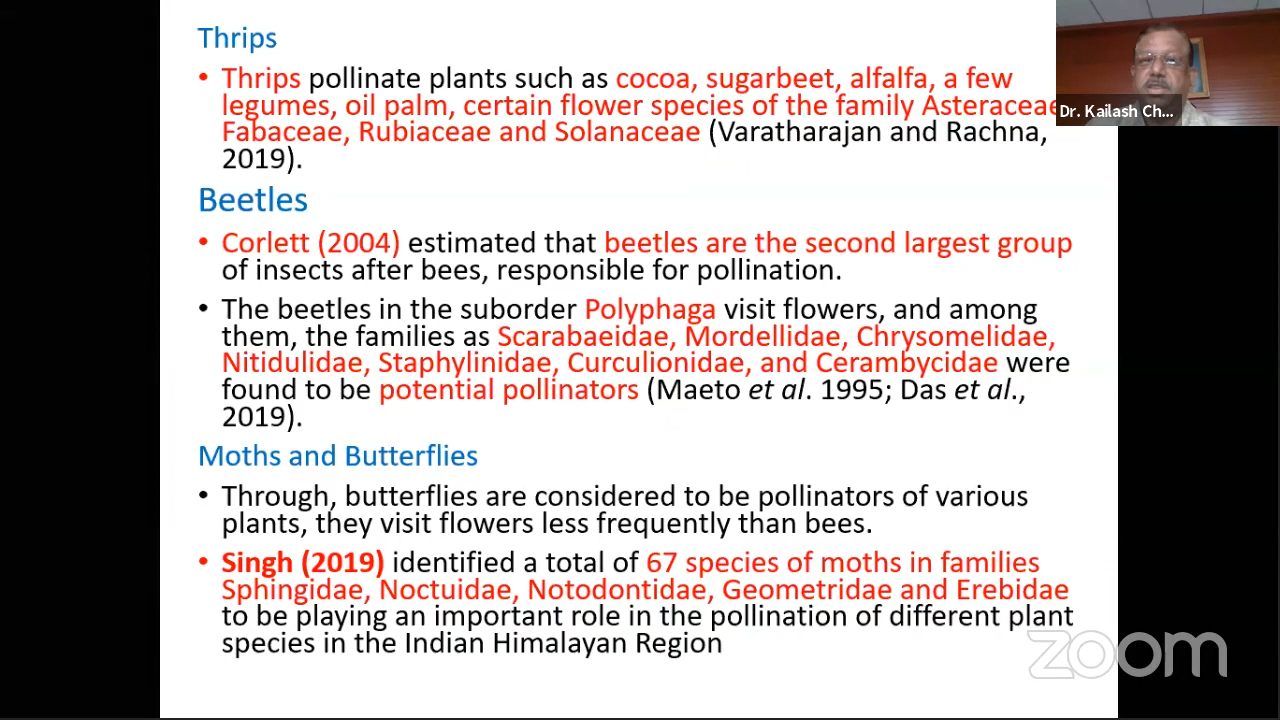 Thrips
• Thrips pollinate plants such as cocoa, sugarbeet, alfalfa, a few
legumes, oil palm, certain flower species of the family Asteraceae
Fabaceae, Rubiaceae and Solanaceae (Varatharajan and Rachna,
2019).
Beetles
• Corlett (2004) estimated that beetles are the second largest group
of insects after bees, responsible for pollination.
• The beetles in the suborder Polyphaga visit flowers, and among
them, the families as Scarabaeidae, Mordellidae, Chrysomelidae,
Nitidulidae, Staphylinidae, Curculionidae, and Cerambycidae were
found to be potential pollinators (Maeto et al. 1995; Das et al.,
2019).
Moths and Butterflies
• Through, butterflies are considered to be pollinators of various
plants, they visit flowers less frequently than bees.
• Singh (2019) identified a total of 67 species of moths in families
Sphingidae, Noctuidae, Notodontidae, Geometridae and Erebidae
to be playing an important role in the pollination of different plant
species in the Indian Himalayan Region
Dr. Kailash Ch...
zoom